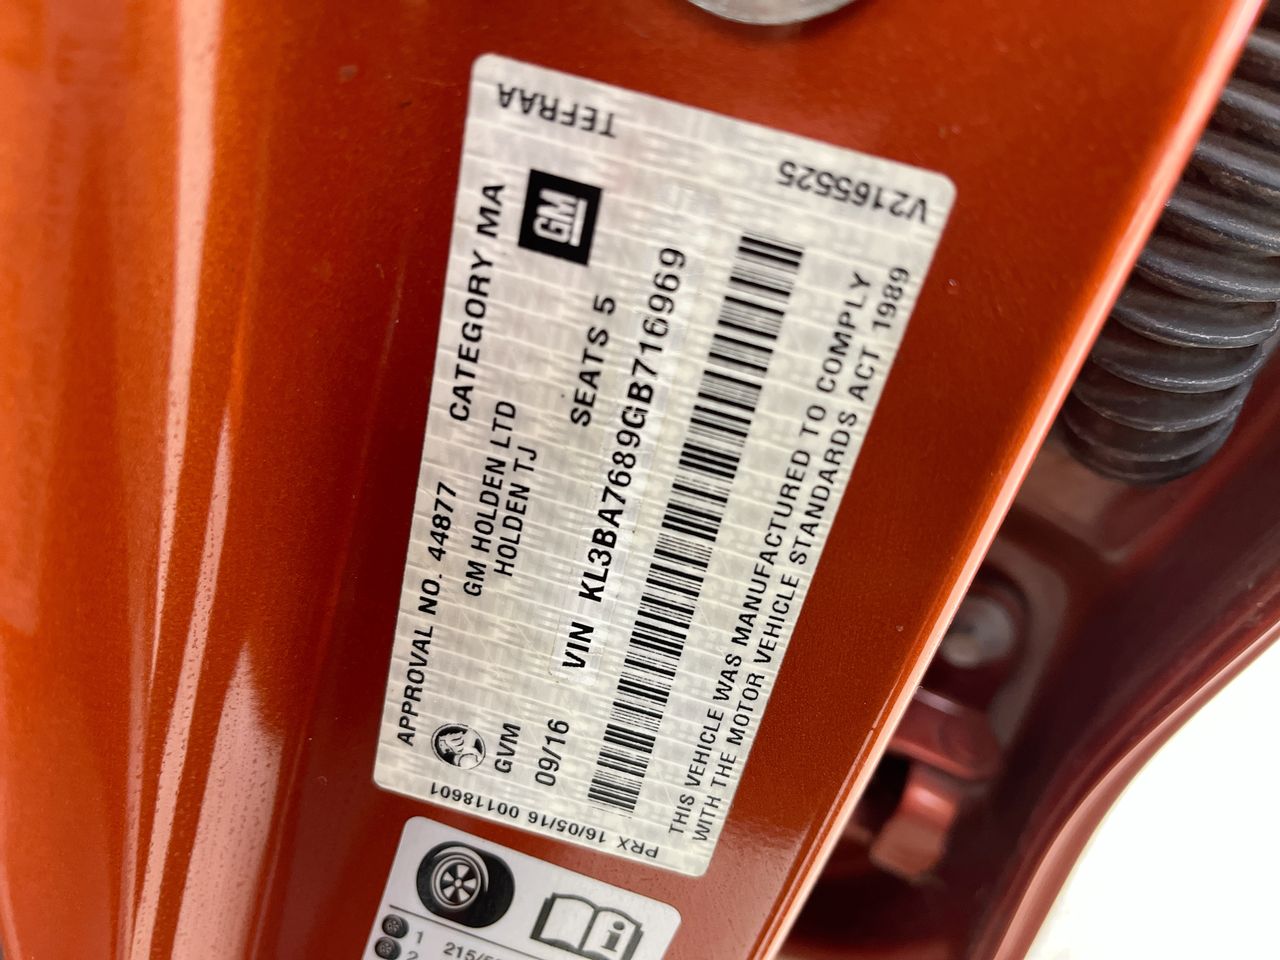 TEFRAA
V2165525
APPROVAL NO. 44877 CATEGORY MA
GM HOLDEN LTD
HOLDEN TJ
GM
GVM
SEATS 5
09/16
VIN KL3BA7689GB716969
THIS VEHICLE WAS MANUFACTURED TO COMPLY
WITH THE MOTOR VEHICLE STANDARDS ACT 1989
PRX 16/05/16 00118601
i
1
2